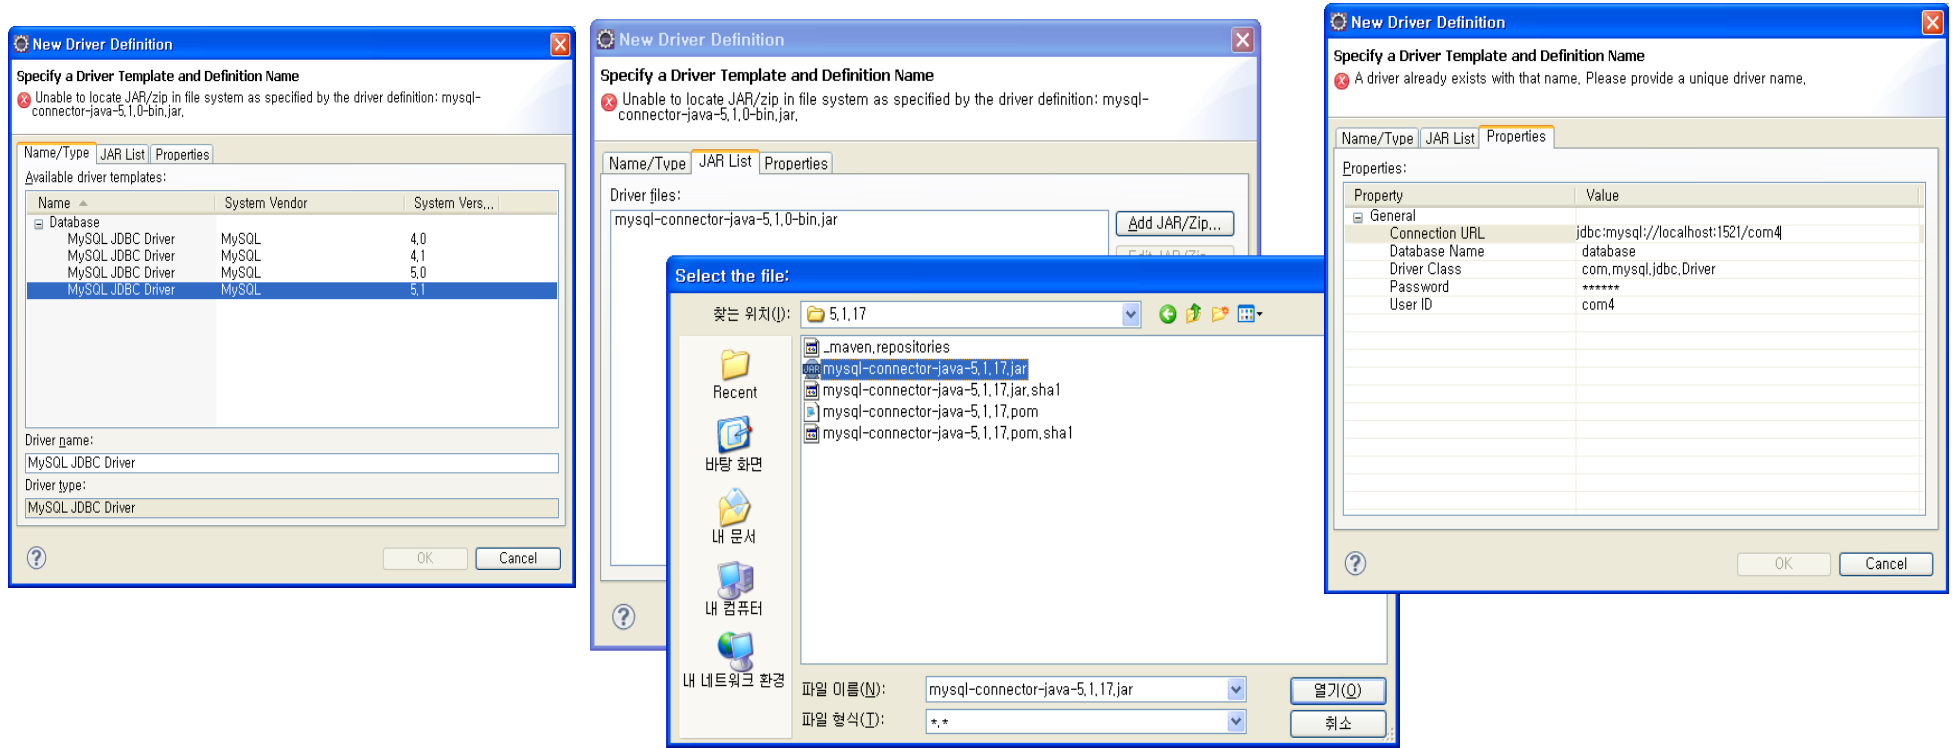 New Driver Definition
Specify a Driver Template and Definition Name
Unable to locate JAR/zip in file system as specified by the driver definition: mysql-
connector-java-5.1.0-bin.jar.
Name/Type JAR List Properties
Available driver templates:
Name System Vendor System Vers...
Database
MySQL JDBC Driver MySQL 4.0
MySQL JDBC Driver MySQL 4.1
MySQL JDBC Driver MySQL 5.0
MySQL JDBC Driver MySQL 5.1
Driver name:
MySQL JDBC Driver
Driver type:
MySQL JDBC Driver
OK Cancel
New Driver Definition
Specify a Driver Template and Definition Name
Unable to locate JAR/zip in file system as specified by the driver definition: mysql-
connector-java-5.1.0-bin.jar.
Name/Type JAR List Properties
Driver files:
mysql-connector-java-5.1.0-bin.jar
Add JAR/Zip...
Edit JAR/Zip...
Select the file:
찾는 위치(I): 5.1.17
_maven.repositories
mysql-connector-java-5.1.17.jar
mysql-connector-java-5.1.17.jar.sha1
mysql-connector-java-5.1.17.pom
mysql-connector-java-5.1.17.pom.sha1
Recent
바탕 화면
내 문서
내 컴퓨터
내 네트워크 환경
파일 이름(N): mysql-connector-java-5.1.17.jar 열기(O)
파일 형식(T): *.* 취소
New Driver Definition
Specify a Driver Template and Definition Name
A driver already exists with that name. Please provide a unique driver name.
Name/Type JAR List Properties
Properties:
Property Value
General
Connection URL jdbc:mysql://localhost:1521/com4
Database Name database
Driver Class com.mysql.jdbc.Driver
Password ******
User ID com4
OK Cancel